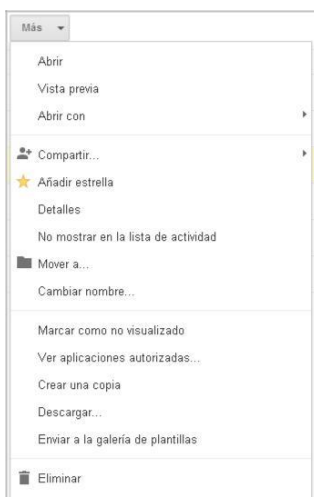 Más
Abrir
Vista previa
Abrir con
Compartir...
Añadir estrella
Detalles
No mostrar en la lista de actividad
Mover a...
Cambiar nombre...
Marcar como no visualizado
Ver aplicaciones autorizadas...
Crear una copia
Descargar...
Enviar a la galería de plantillas
Eliminar